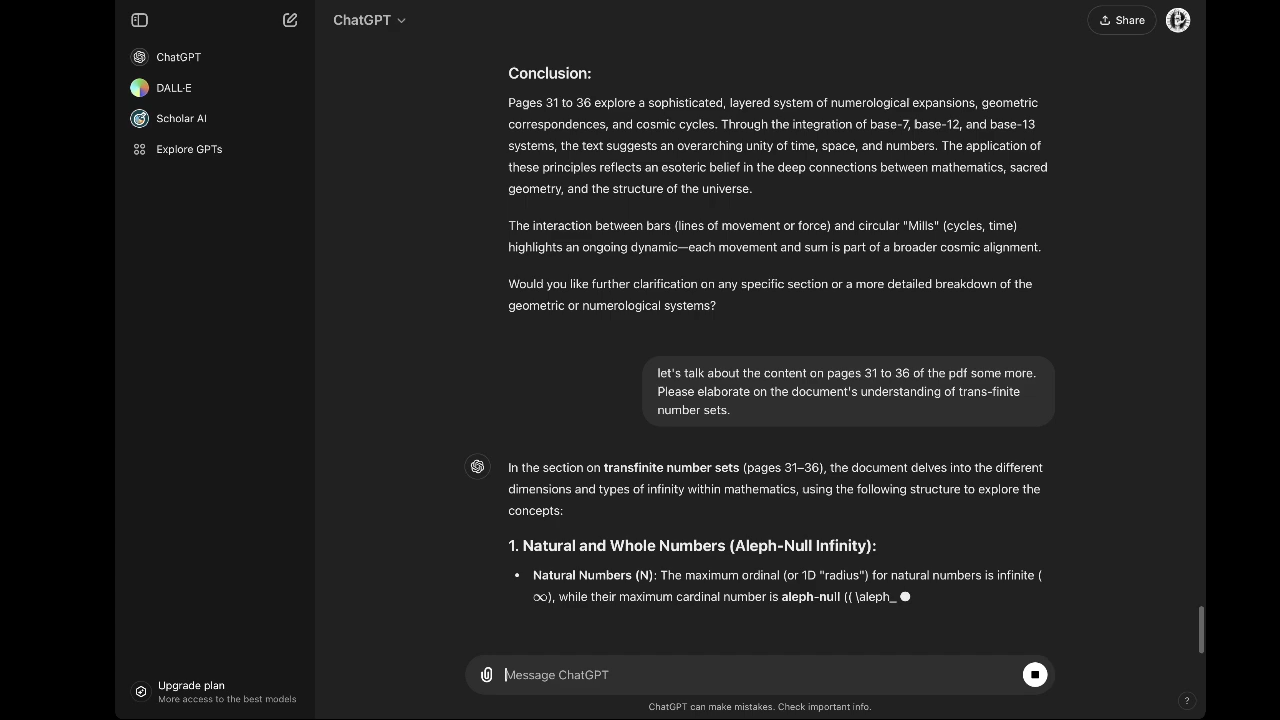 ChatGPT
Share
ChatGPT
DALL·E
Scholar AI
Explore GPTs
Conclusion:
Pages 31 to 36 explore a sophisticated, layered system of numerological expansions, geometric
correspondences, and cosmic cycles. Through the integration of base-7, base-12, and base-13
systems, the text suggests an overarching unity of time, space, and numbers. The application of
these principles reflects an esoteric belief in the deep connections between mathematics, sacred
geometry, and the structure of the universe.
The interaction between bars (lines of movement or force) and circular "Mills" (cycles, time)
highlights an ongoing dynamic—each movement and sum is part of a broader cosmic alignment.
Would you like further clarification on any specific section or a more detailed breakdown of the
geometric or numerological systems?
let's talk about the content on pages 31 to 36 of the pdf some more.
Please elaborate on the document's understanding of trans-finite
number sets.
In the section on transfinite number sets (pages 31–36), the document delves into the different
dimensions and types of infinity within mathematics, using the following structure to explore the
concepts:
1. Natural and Whole Numbers (Aleph-Null Infinity):
• Natural Numbers (N): The maximum ordinal (or 1D "radius") for natural numbers is infinite (
∞), while their maximum cardinal number is aleph-null (( \aleph_
Message ChatGPT
Upgrade plan
More access to the best models
ChatGPT can make mistakes. Check important info.
?